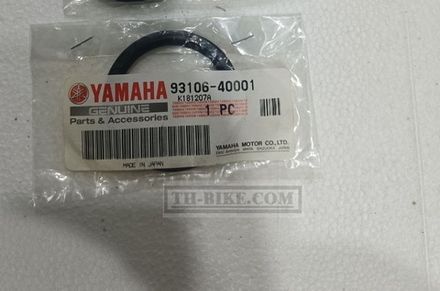 YAMAHA 93106-40001
GENUINE K181207A
Parts & Accessories 1 PC
MADE IN JAPAN
YAMAHA MOTOR CO., LTD.
TH-BIKE.COM